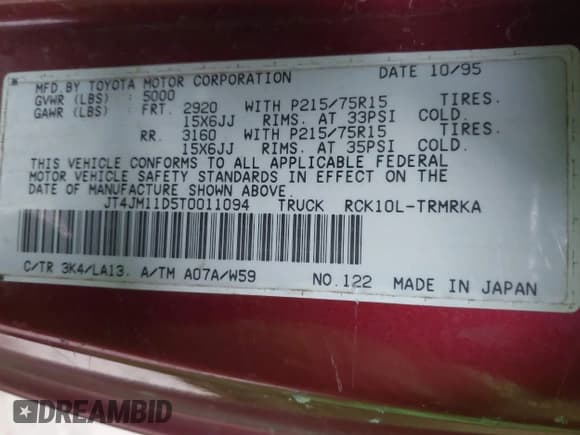 MFD.BY TOYOTA MOTOR CORPORATION DATE 10/95
GVWR (LBS) : 5000
GAWR (LBS) : FRT. 2920 WITH P215/75R15 TIRES.
15X6JJ RIMS. AT 33PSI COLD.
RR. 3160 WITH P215/75R15 TIRES.
15X6JJ RIMS. AT 35PSI COLD.
THIS VEHICLE CONFORMS TO ALL APPLICABLE FEDERAL
MOTOR VEHICLE SAFETY STANDARDS IN EFFECT ON THE
DATE OF MANUFACTURE SHOWN ABOVE.
JT4JM11D5T0011094 TRUCK RCK10L-TRMRKA
C/TR 3K4/LA13. A/TM A07A/W59 NO.122 MADE IN JAPAN
DREAMBID